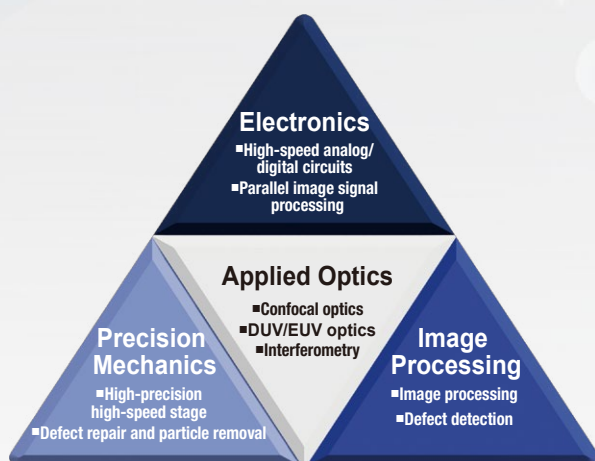 Electronics
■High-speed analog/
digital circuits
■Parallel image signal
processing
Applied Optics
■Confocal optics
■DUV/EUV optics
■Interferometry
Precision
Mechanics
■High-precision
high-speed stage
■Defect repair and particle removal
Image
Processing
■Image processing
■Defect detection